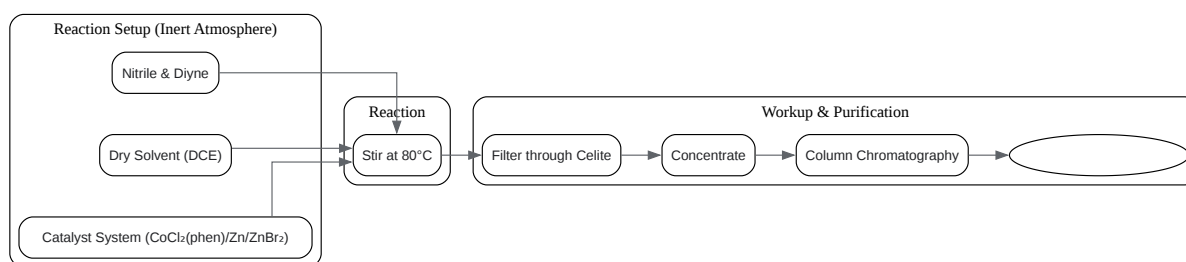 Reaction Setup (Inert Atmosphere)
Nitrile & Diyne
Dry Solvent (DCE)
Catalyst System (CoCl₂(phen)/Zn/ZnBr₂)
Reaction
Stir at 80°C
Workup & Purification
Filter through Celite
Concentrate
Column Chromatography